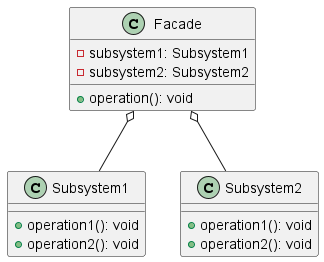 C Facade
subsystem1: Subsystem1
subsystem2: Subsystem2
operation(): void
C Subsystem1
operation1(): void
operation2(): void
C Subsystem2
operation1(): void
operation2(): void